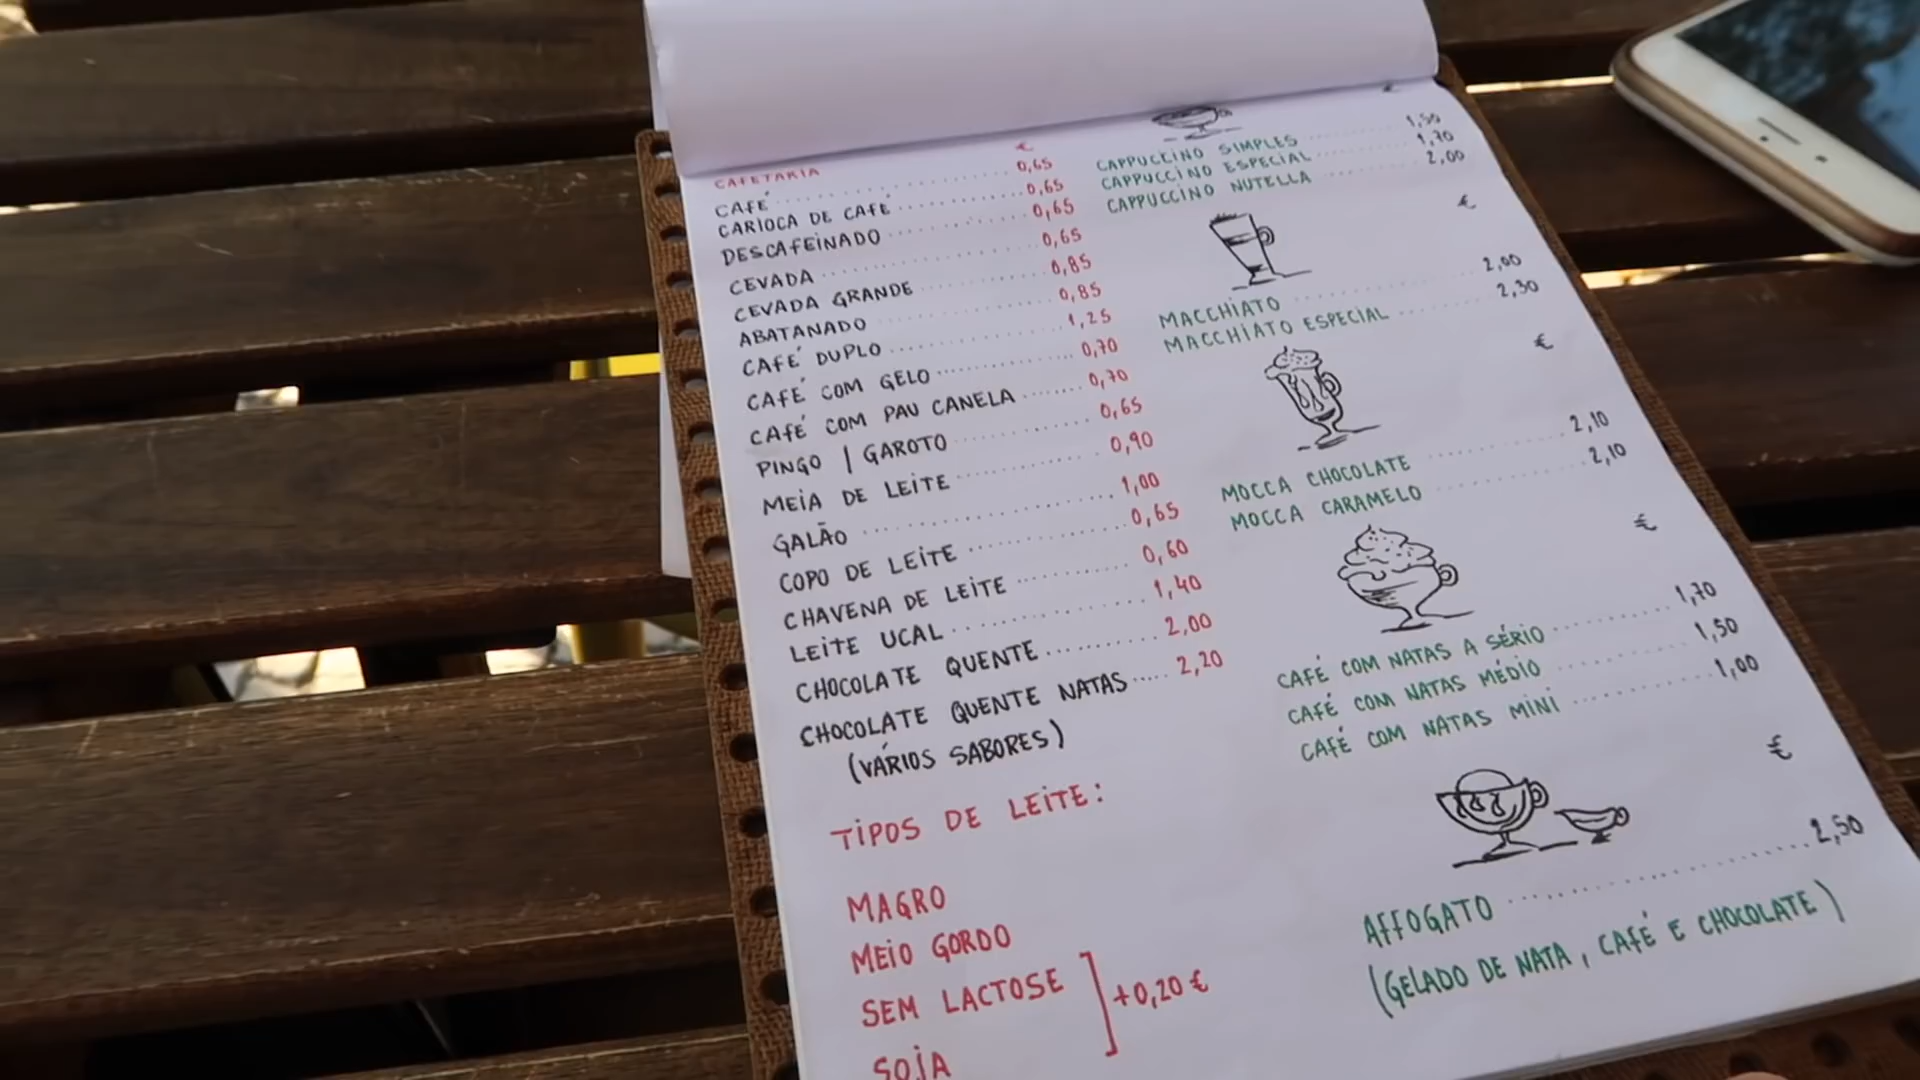 CAFETARIA €
CAFÉ 0,65
CARIOCA DE CAFÉ 0,65
DESCAFEINADO 0,65
CEVADA 0,65
CEVADA GRANDE 0,85
ABATANADO 0,85
CAFÉ DUPLO 1,25
CAFÉ COM GELO 0,70
CAFÉ COM PAU CANELA 0,70
PINGO | GAROTO 0,65
MEIA DE LEITE 0,90
GALÃO 1,00
COPO DE LEITE 0,65
CHAVENA DE LEITE 0,60
LEITE UCAL 1,40
CHOCOLATE QUENTE 2,00
CHOCOLATE QUENTE NATAS 2,20
(VÁRIOS SABORES)
TIPOS DE LEITE:
MAGRO
MEIO GORDO
SEM LACTOSE
SOJA
+0,20 €
€
CAPPUCCINO SIMPLES 1,50
CAPPUCCINO ESPECIAL 1,70
CAPPUCCINO NUTELLA 2,00
€
MACCHIATO 2,00
MACCHIATO ESPECIAL 2,30
€
MOCCA CHOCOLATE 2,10
MOCCA CARAMELO 2,10
€
CAFÉ COM NATAS A SÉRIO 1,70
CAFÉ COM NATAS MÉDIO 1,50
CAFÉ COM NATAS MINI 1,00
€
AFFOGATO 2,50
(GELADO DE NATA, CAFÉ E CHOCOLATE)